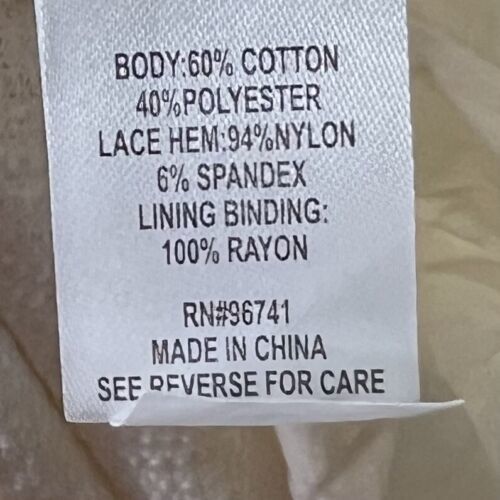 BODY:60% COTTON
40%POLYESTER
LACE HEM:94%NYLON
6% SPANDEX
LINING BINDING:
100% RAYON
RN#96741
MADE IN CHINA
SEE REVERSE FOR CARE